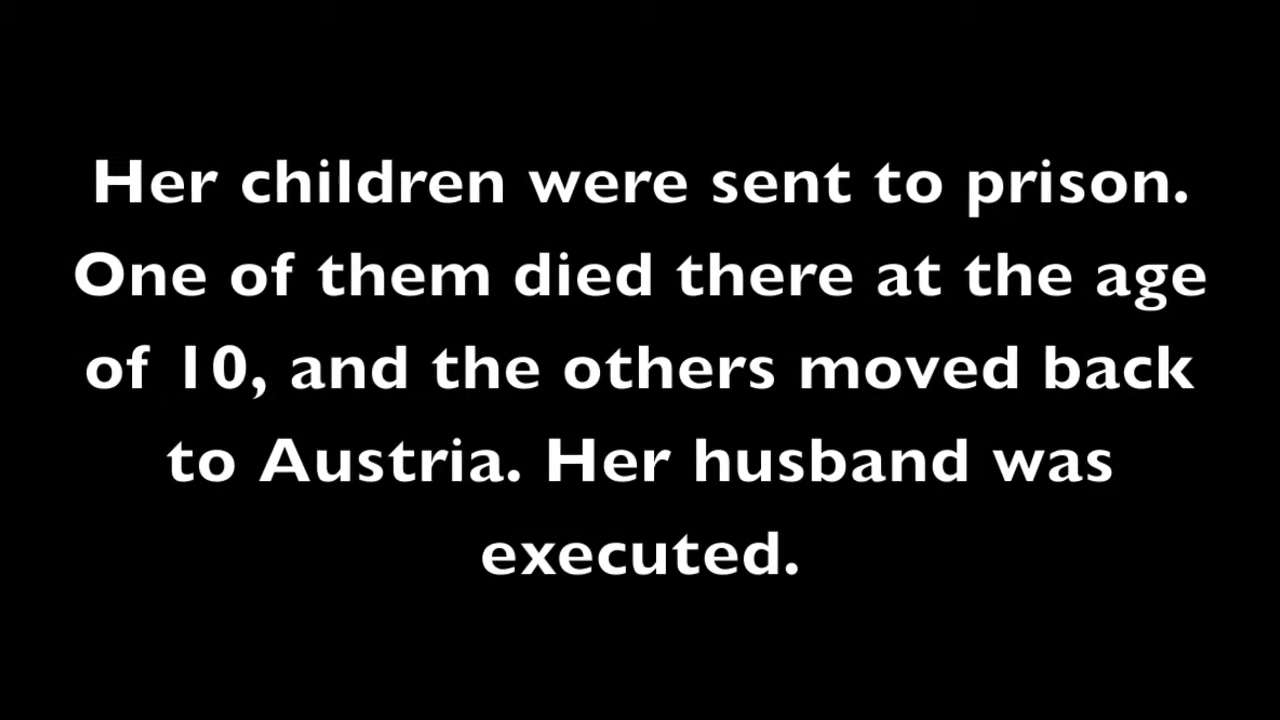 Her children were sent to prison.
One of them died there at the age
of 10, and the others moved back
to Austria. Her husband was
executed.